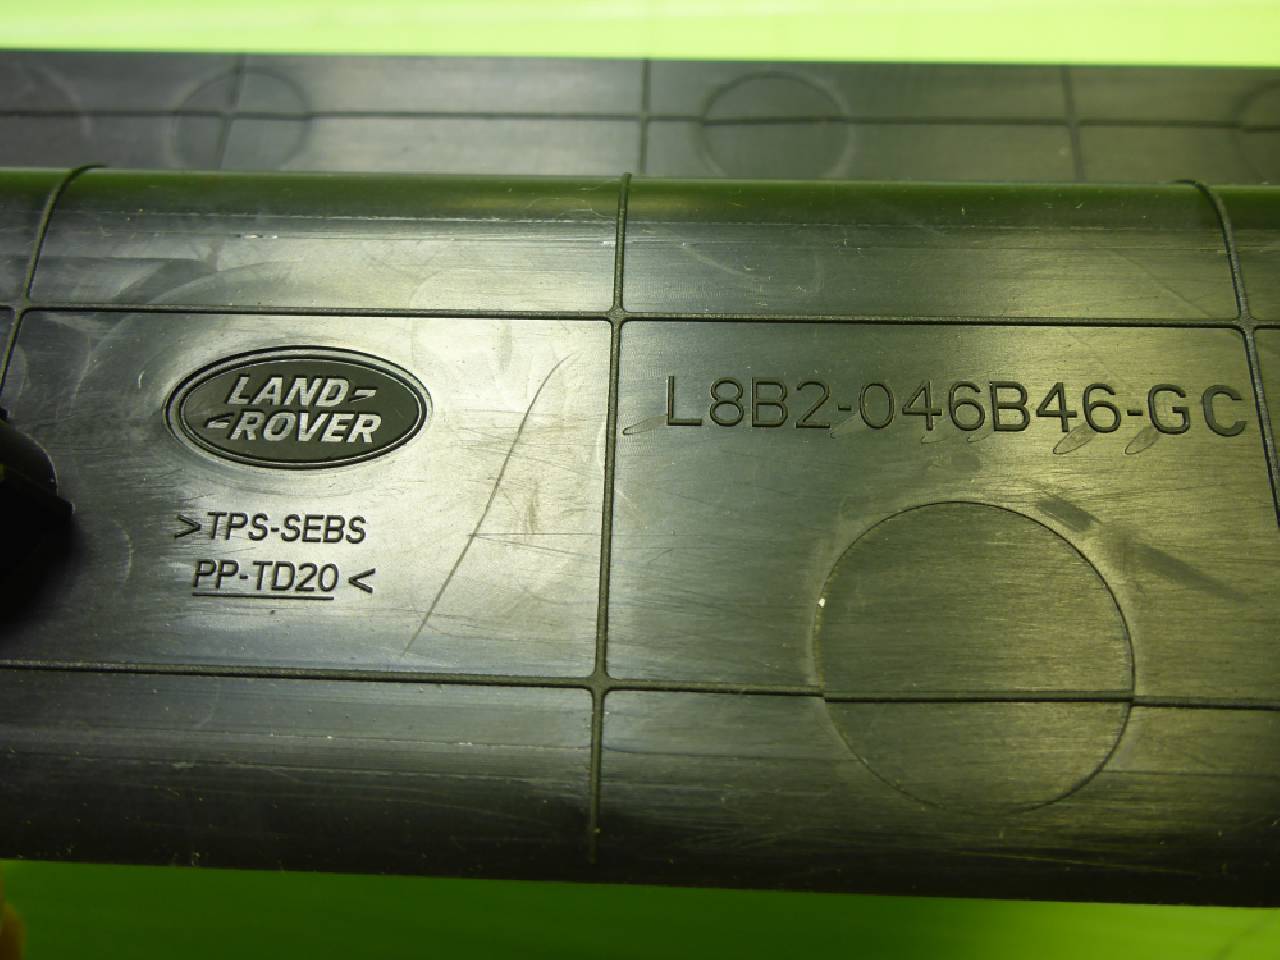 LAND-
-ROVER
>TPS-SEBS
PP-TD20<
L8B2-046B46-GC